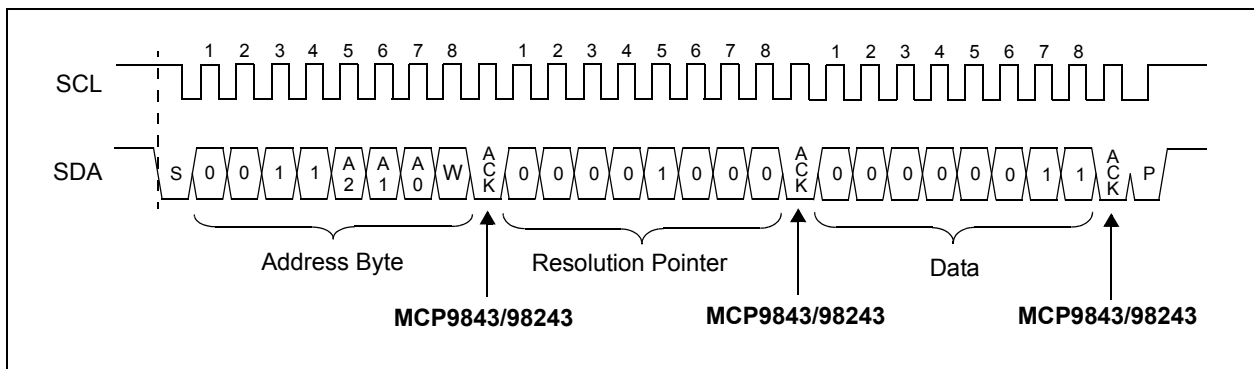 1 2 3 4 5 6 7 8 1 2 3 4 5 6 7 8 1 2 3 4 5 6 7 8
SCL
SDA S 0 0 1 1 A2 A1 A0 W ACK 0 0 0 0 1 0 0 0 ACK 0 0 0 0 0 0 1 1 ACK P
Address Byte Resolution Pointer Data
MCP9843/98243 MCP9843/98243 MCP9843/98243